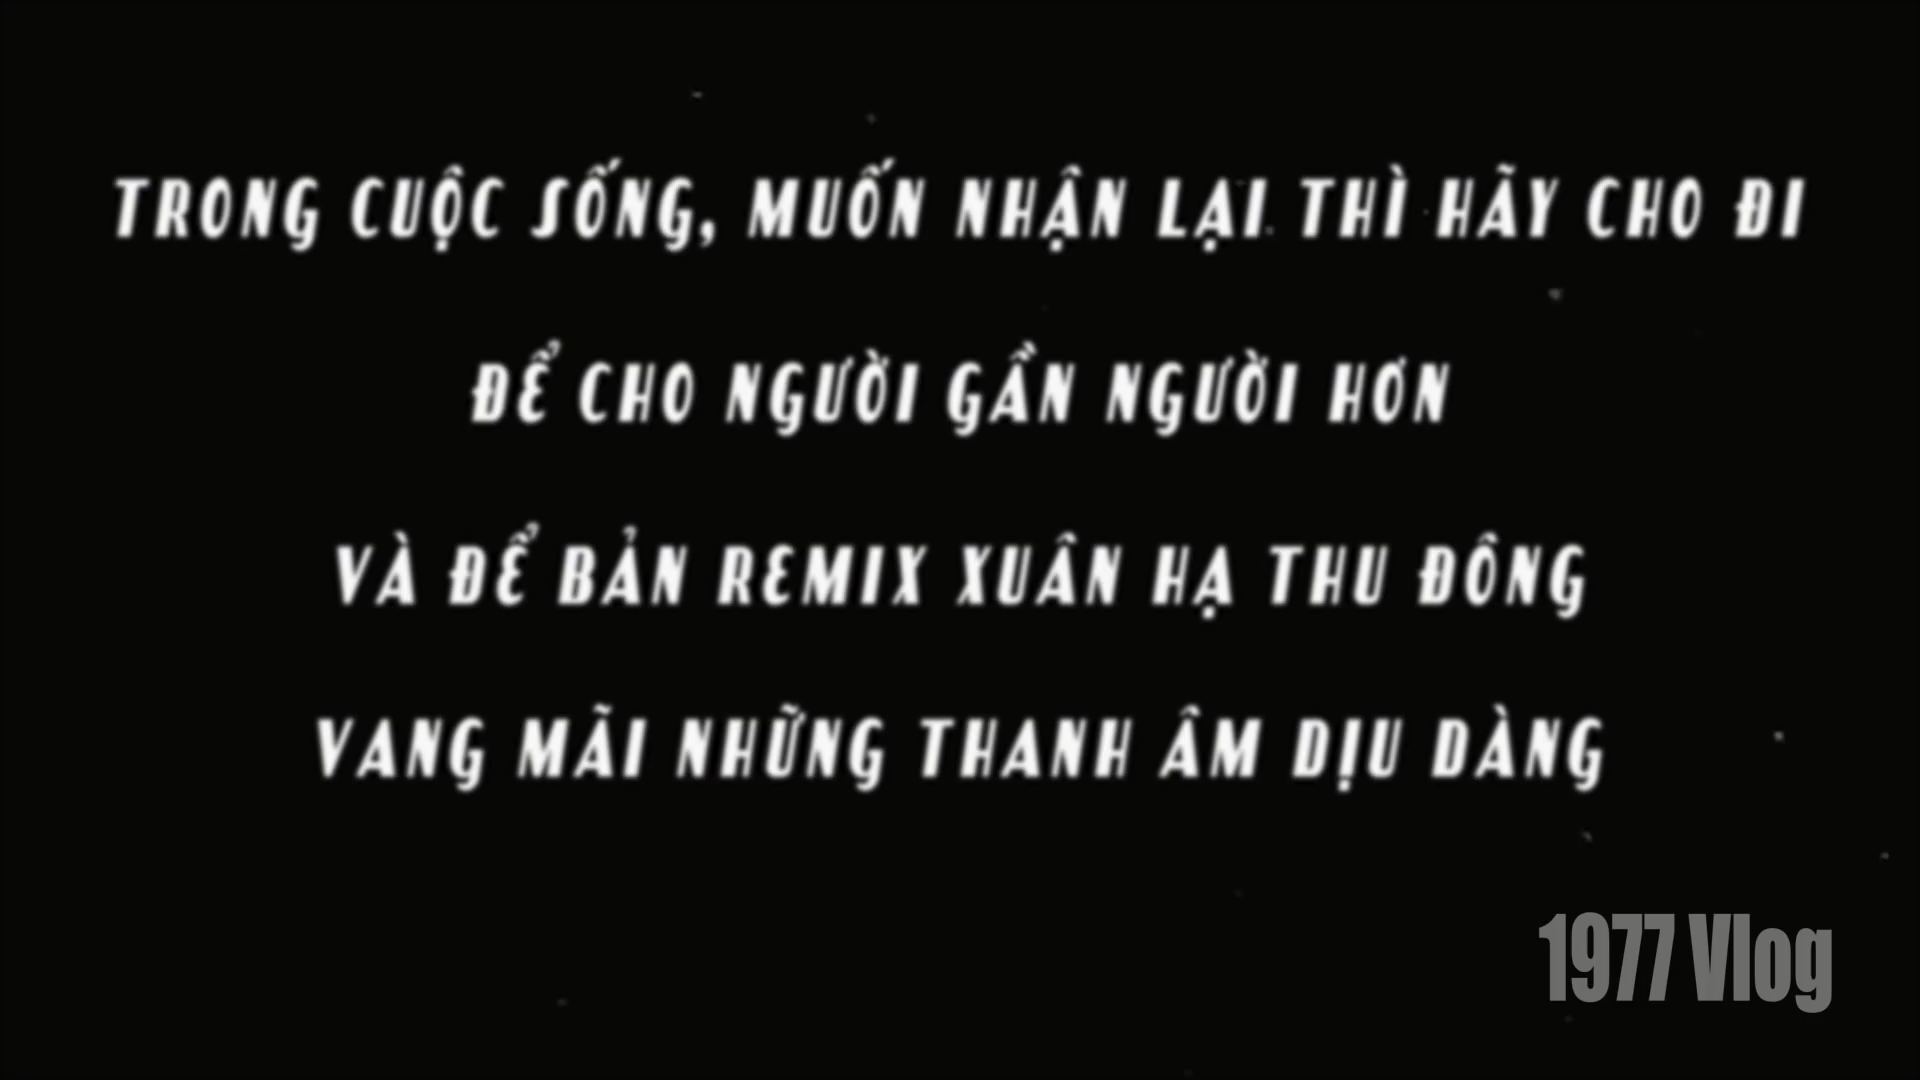 TRONG CUỘC SỐNG, MUỐN NHẬN LẠI THÌ HÃY CHO ĐI
ĐỂ CHO NGƯỜI GẦN NGƯỜI HƠN
VÀ ĐỂ BẢN REMIX XUÂN HẠ THU ĐÔNG
VANG MÃI NHỮNG THANH ÂM DỊU DÀNG
1977 Vlog